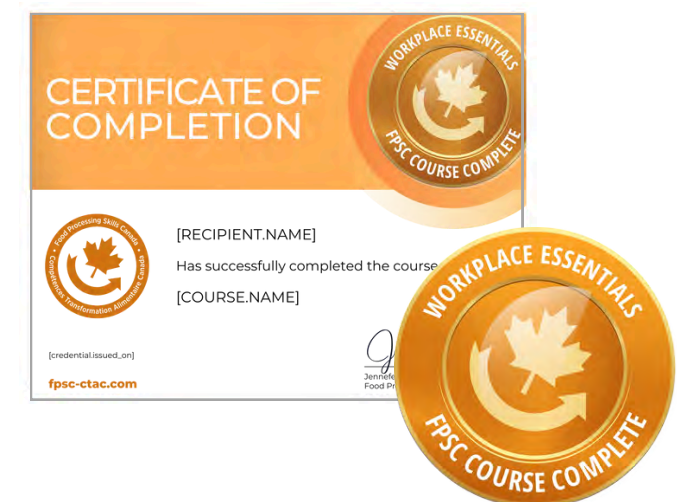 CERTIFICATE OF
COMPLETION
WORKPLACE ESSENTIALS
FPSC COURSE COMPLETE
Food Processing Skills Canada
Compétences Transformation Alimentaire Canada
[RECIPIENT.NAME]
Has successfully completed the course
[COURSE.NAME]
[credential.issued_on]
fpsc-ctac.com
Food
WORKPLACE ESSENTIALS
FPSC COURSE COMPLETE